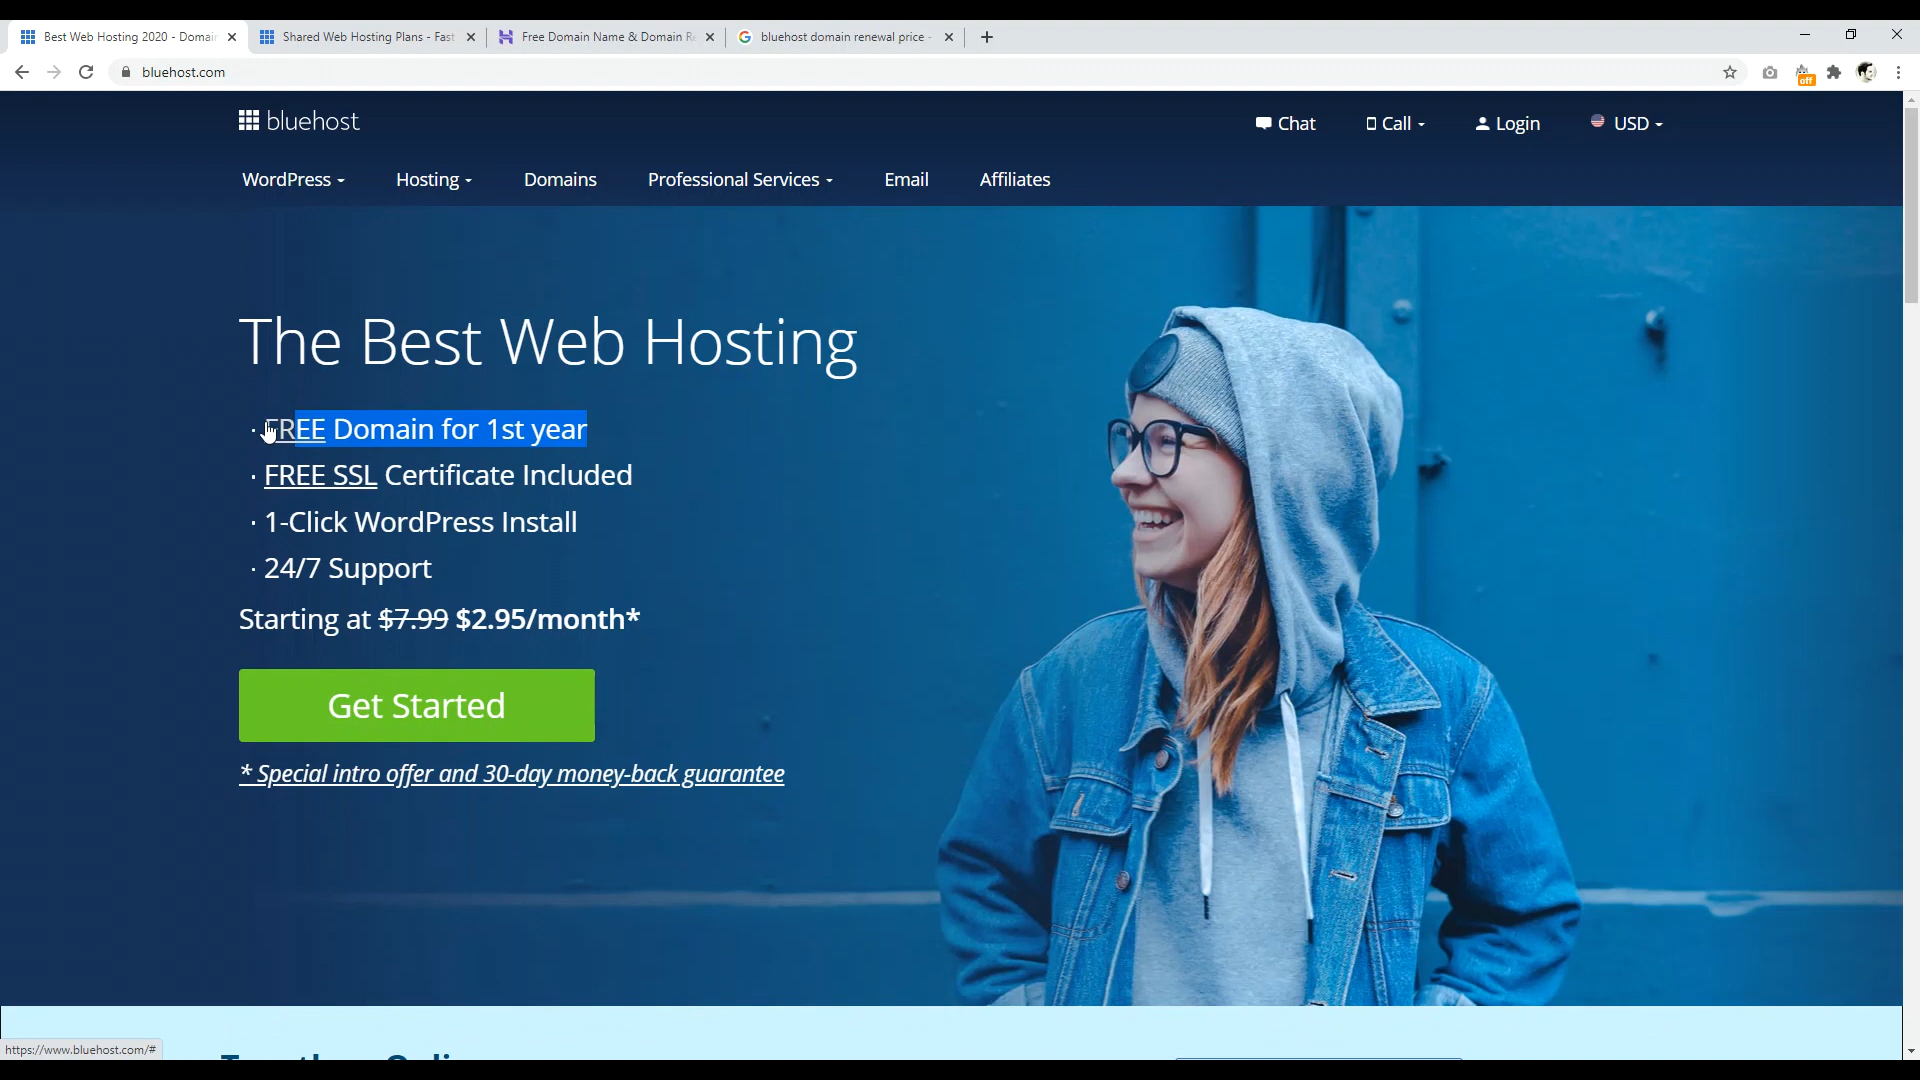 Best Web Hosting 2020 - Domain
Shared Web Hosting Plans - Fast
Free Domain Name & Domain Re
bluehost domain renewal price -
bluehost.com
off
bluehost
Chat
Call
Login
USD
WordPress
Hosting
Domains
Professional Services
Email
Affiliates
The Best Web Hosting
· FREE Domain for 1st year
· FREE SSL Certificate Included
· 1-Click WordPress Install
· 24/7 Support
Starting at $7.99 $2.95/month*
Get Started
* Special intro offer and 30-day money-back guarantee
https://www.bluehost.com/#